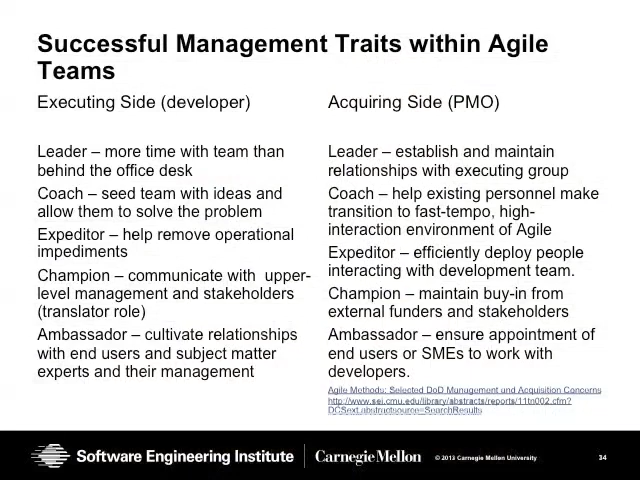 Successful Management Traits within Agile
Teams
Executing Side (developer)
Leader – more time with team than
behind the office desk
Coach – seed team with ideas and
allow them to solve the problem
Expeditor – help remove operational
impediments
Champion – communicate with upper-
level management and stakeholders
(translator role)
Ambassador – cultivate relationships
with end users and subject matter
experts and their management
Acquiring Side (PMO)
Leader – establish and maintain
relationships with executing group
Coach – help existing personnel make
transition to fast-tempo, high-
interaction environment of Agile
Expeditor – efficiently deploy people
interacting with development team.
Champion – maintain buy-in from
external funders and stakeholders
Ambassador – ensure appointment of
end users or SMEs to work with
developers.
Agile Methods: Selected DoD Management and Acquisition Concerns
http://www.sei.cmu.edu/library/abstracts/reports/11tn002.cfm?
DCSext.abstractsource=SearchResults
Software Engineering Institute
Carnegie Mellon
© 2013 Carnegie Mellon University
34